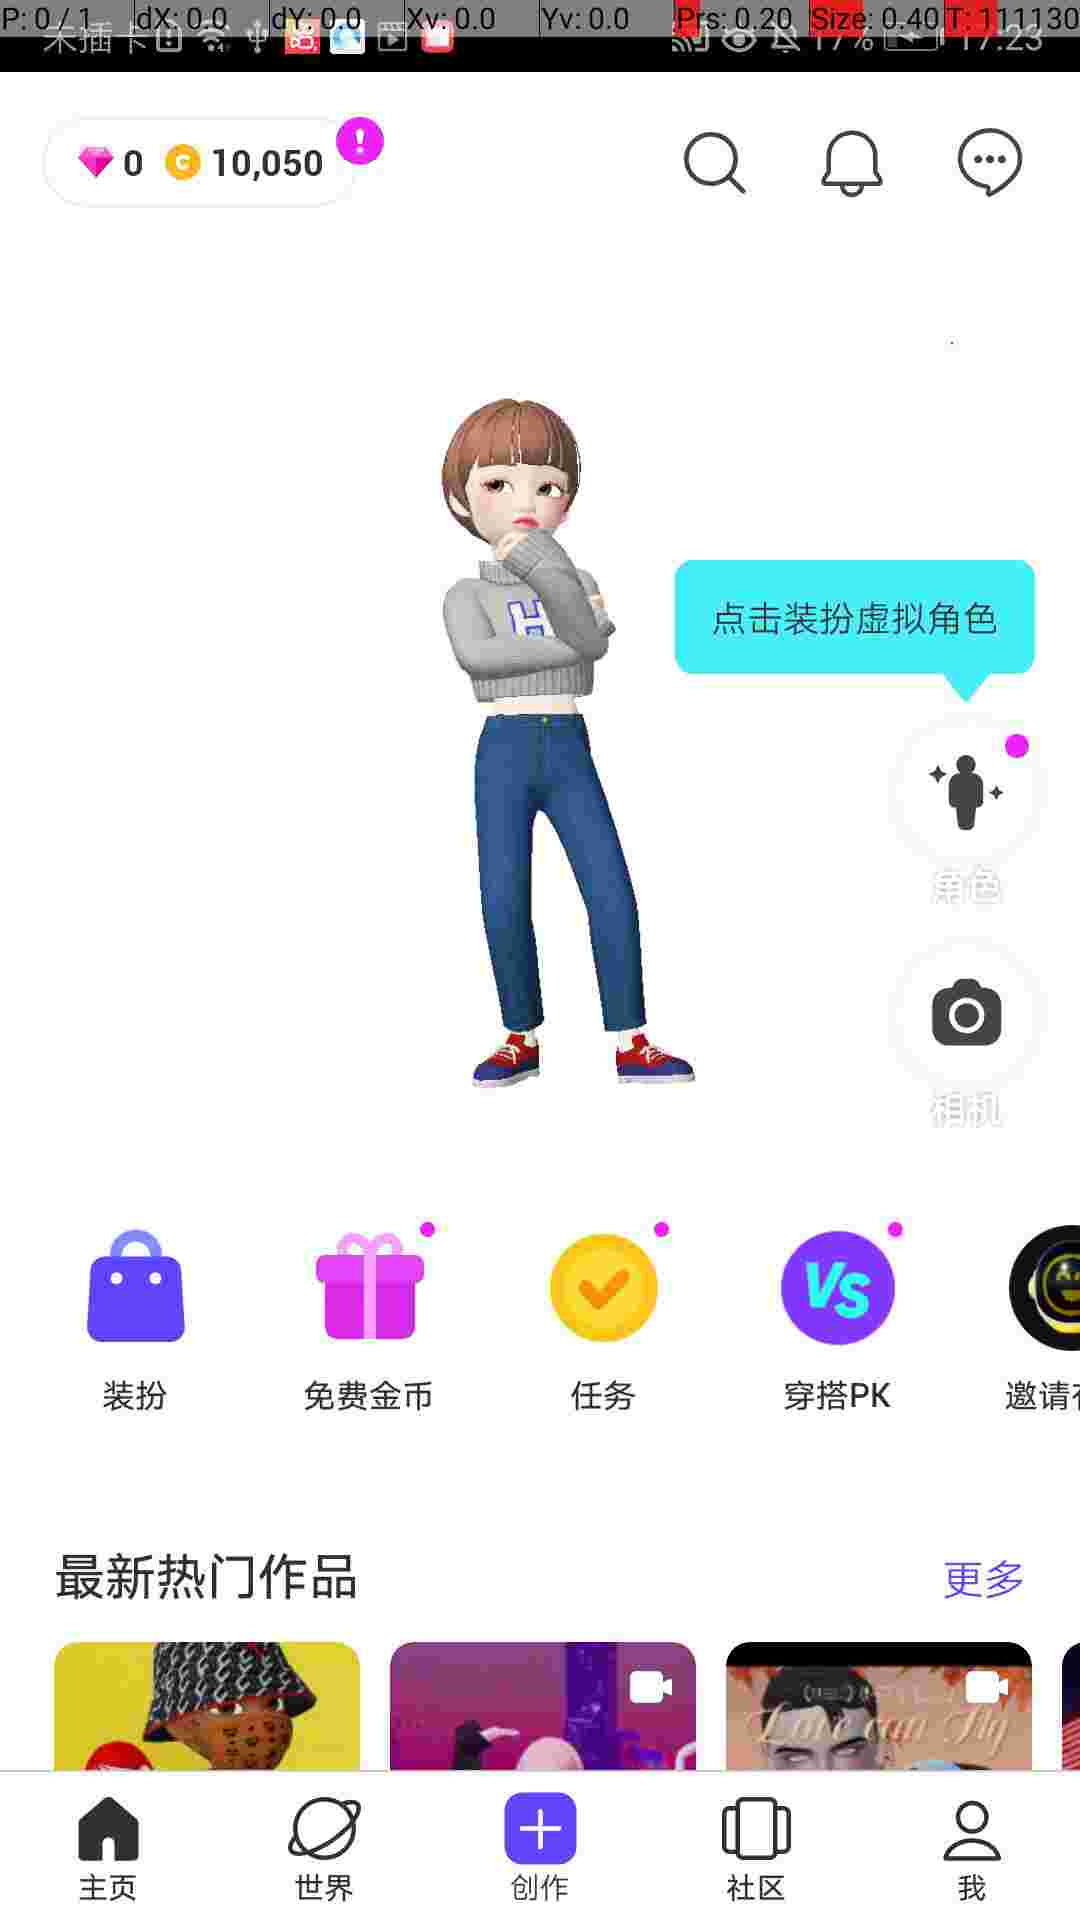 P: 0 / 1 dX: 0.0 dY: 0.0 Xv: 0.0 Yv: 0.0 Prs: 0.20 Size: 0.40 T: 111130
未插卡 17% 17:23
0 C 10,050 !
点击装扮虚拟角色
H
角色
相机
VS
装扮 免费金币 任务 穿搭PK 邀请
最新热门作品 更多
Love can fly
主页 世界 创作 社区 我